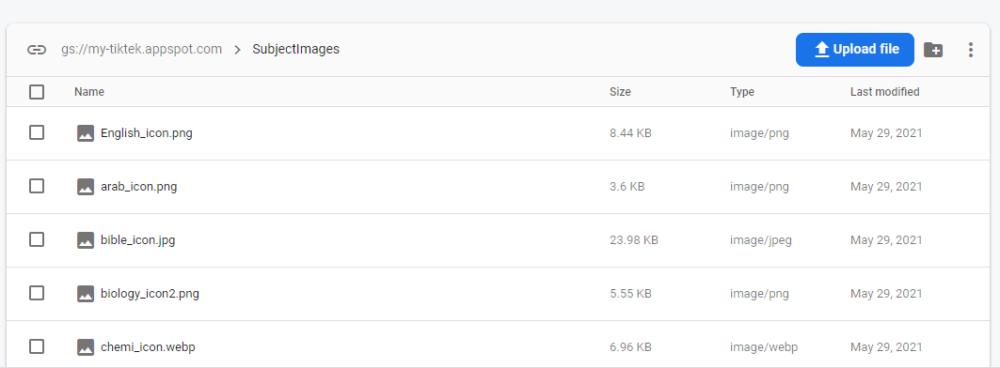 gs://my-tiktek.appspot.com > SubjectImages Upload file
Name Size Type Last modified
English_icon.png 8.44 KB image/png May 29, 2021
arab_icon.png 3.6 KB image/png May 29, 2021
bible_icon.jpg 23.98 KB image/jpeg May 29, 2021
biology_icon2.png 5.55 KB image/png May 29, 2021
chemi_icon.webp 6.96 KB image/webp May 29, 2021